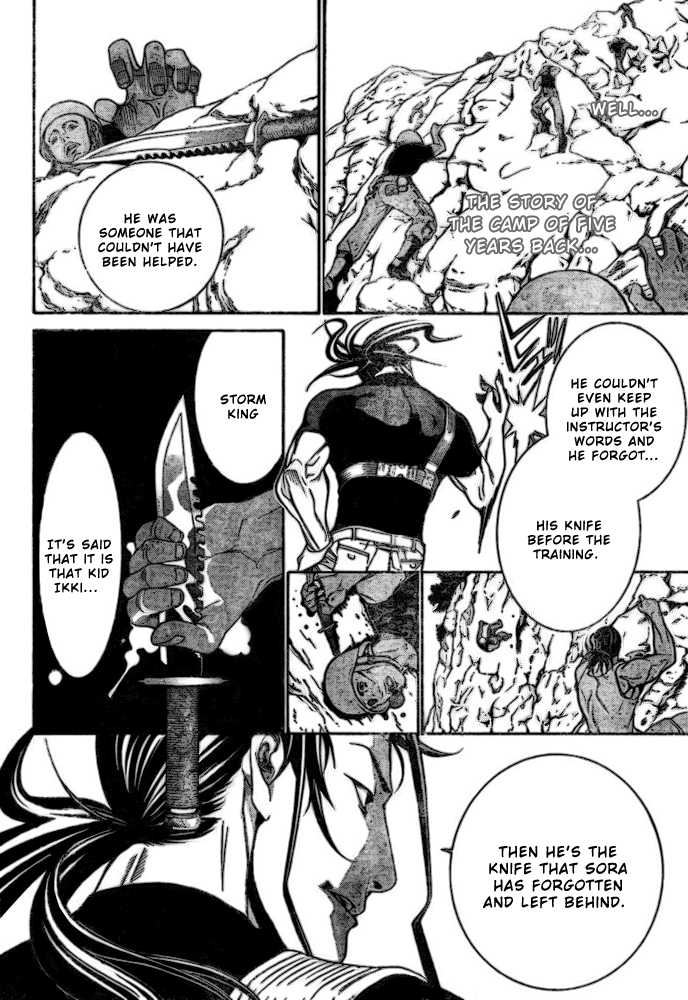 WELL...
THE STORY OF
THE CAMP OF FIVE
YEARS BACK...
HE WAS
SOMEONE THAT
COULDN'T HAVE
BEEN HELPED.
HE COULDN'T
EVEN KEEP
UP WITH THE
INSTRUCTOR'S
WORDS AND
HE FORGOT...
HIS KNIFE
BEFORE THE
TRAINING.
STORM
KING
IT'S SAID
THAT IT IS
THAT KID
IKKI...
THEN HE'S THE
KNIFE THAT SORA
HAS FORGOTTEN
AND LEFT BEHIND.